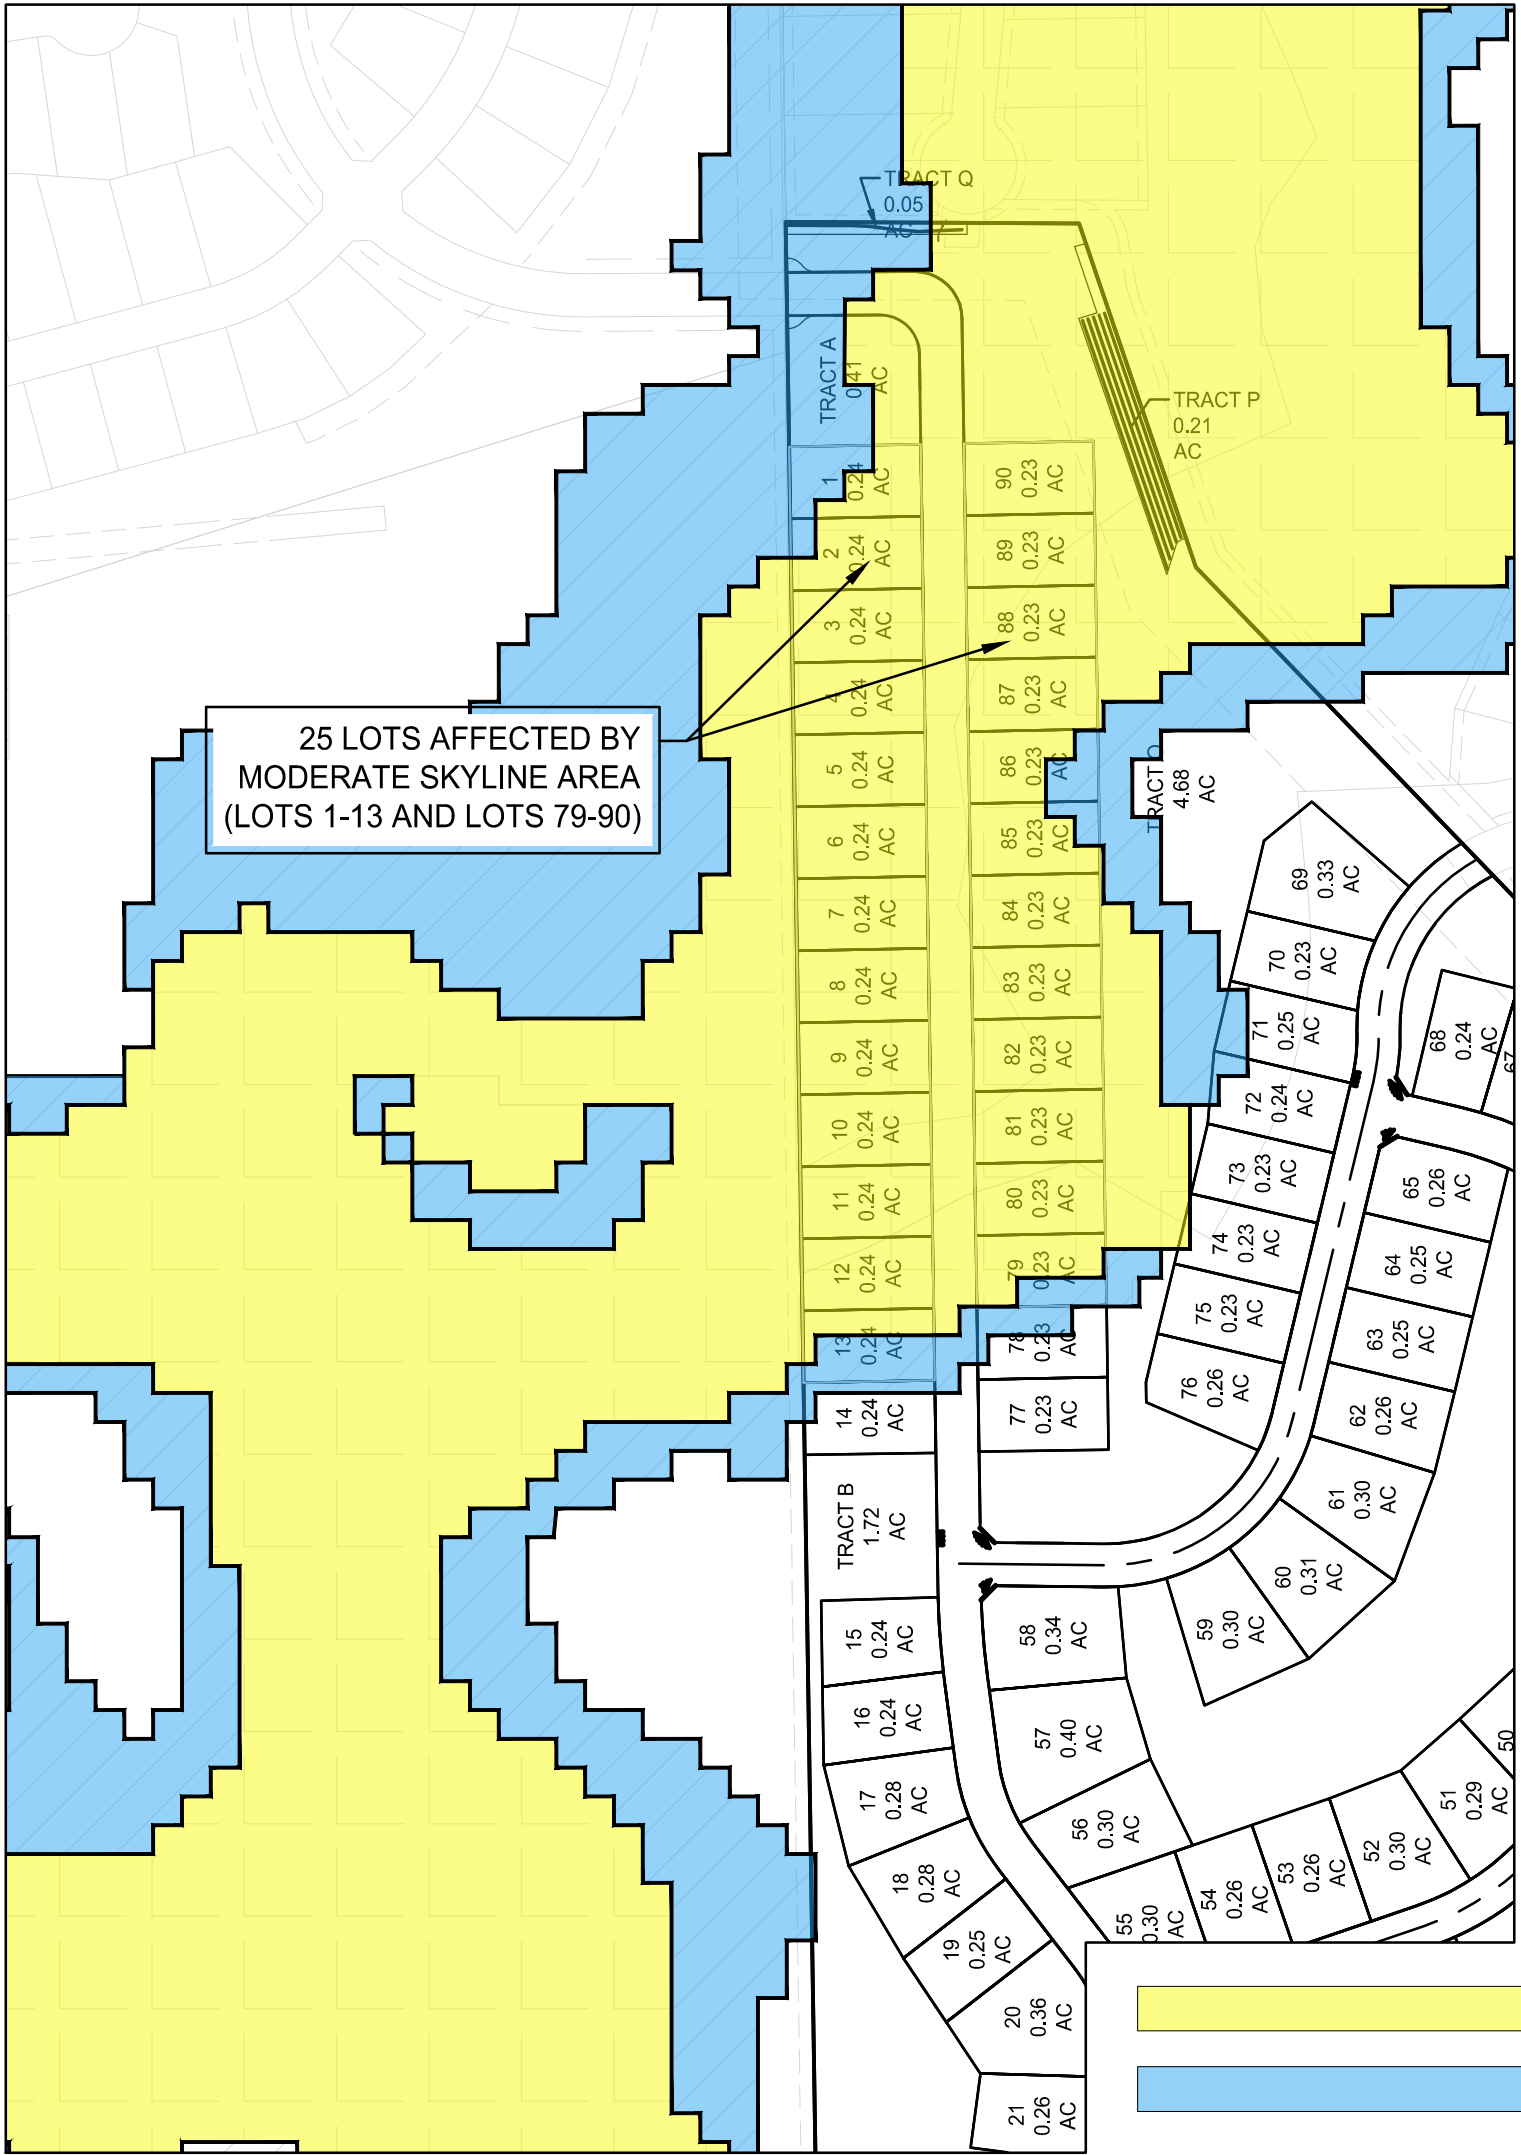 TRACT Q
0.05
AC
TRACT A
0.41
AC
TRACT P
0.21
AC
1
0.24
AC
2
0.24
AC
3
0.24
AC
4
0.24
AC
5
0.24
AC
6
0.24
AC
7
0.24
AC
8
0.24
AC
9
0.24
AC
10
0.24
AC
11
0.24
AC
12
0.24
AC
13
0.24
AC
14
0.24
AC
TRACT B
1.72
AC
15
0.24
AC
16
0.24
AC
17
0.28
AC
18
0.28
AC
19
0.25
AC
20
0.36
AC
21
0.26
AC
90
0.23
AC
89
0.23
AC
88
0.23
AC
87
0.23
AC
86
0.23
AC
85
0.23
AC
84
0.23
AC
83
0.23
AC
82
0.23
AC
81
0.23
AC
80
0.23
AC
79
0.23
AC
78
0.23
AC
77
0.23
AC
25 LOTS AFFECTED BY
MODERATE SKYLINE AREA
(LOTS 1-13 AND LOTS 79-90)
TRACT O
4.68
AC
69
0.33
AC
70
0.23
AC
71
0.25
AC
72
0.24
AC
73
0.23
AC
74
0.23
AC
75
0.23
AC
76
0.26
AC
68
0.24
AC
67
65
0.26
AC
64
0.25
AC
63
0.25
AC
62
0.26
AC
61
0.30
AC
60
0.31
AC
59
0.30
AC
58
0.34
AC
57
0.40
AC
56
0.30
AC
55
0.30
AC
54
0.26
AC
53
0.26
AC
52
0.30
AC
51
0.29
AC
50